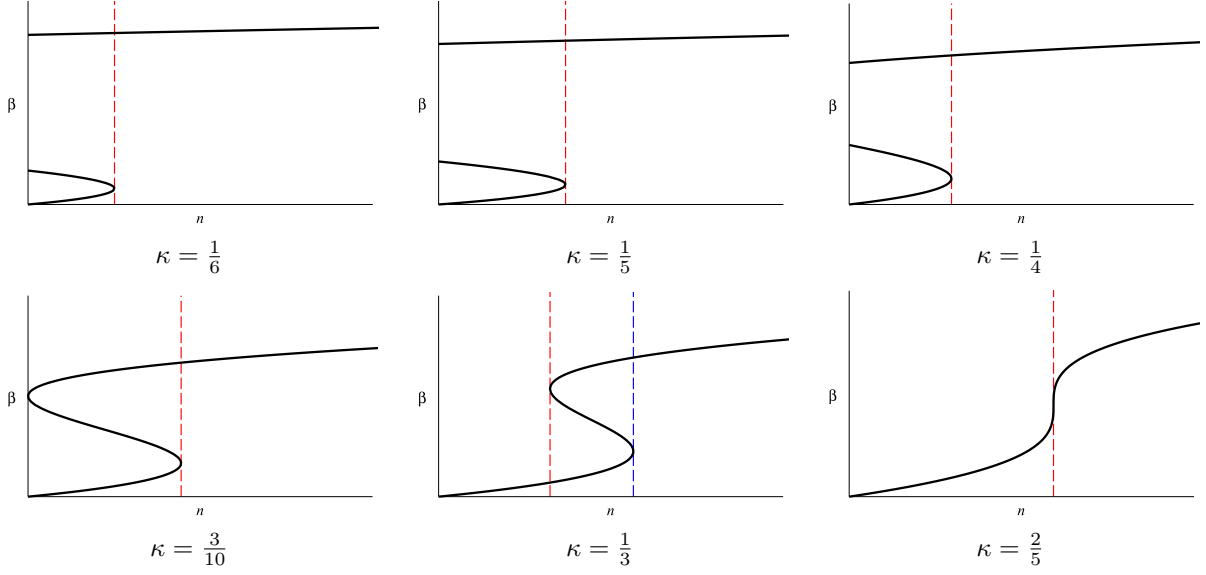 β β β
n n n
κ = 1/6 κ = 1/5 κ = 1/4
β β β
n n n
κ = 3/10 κ = 1/3 κ = 2/5